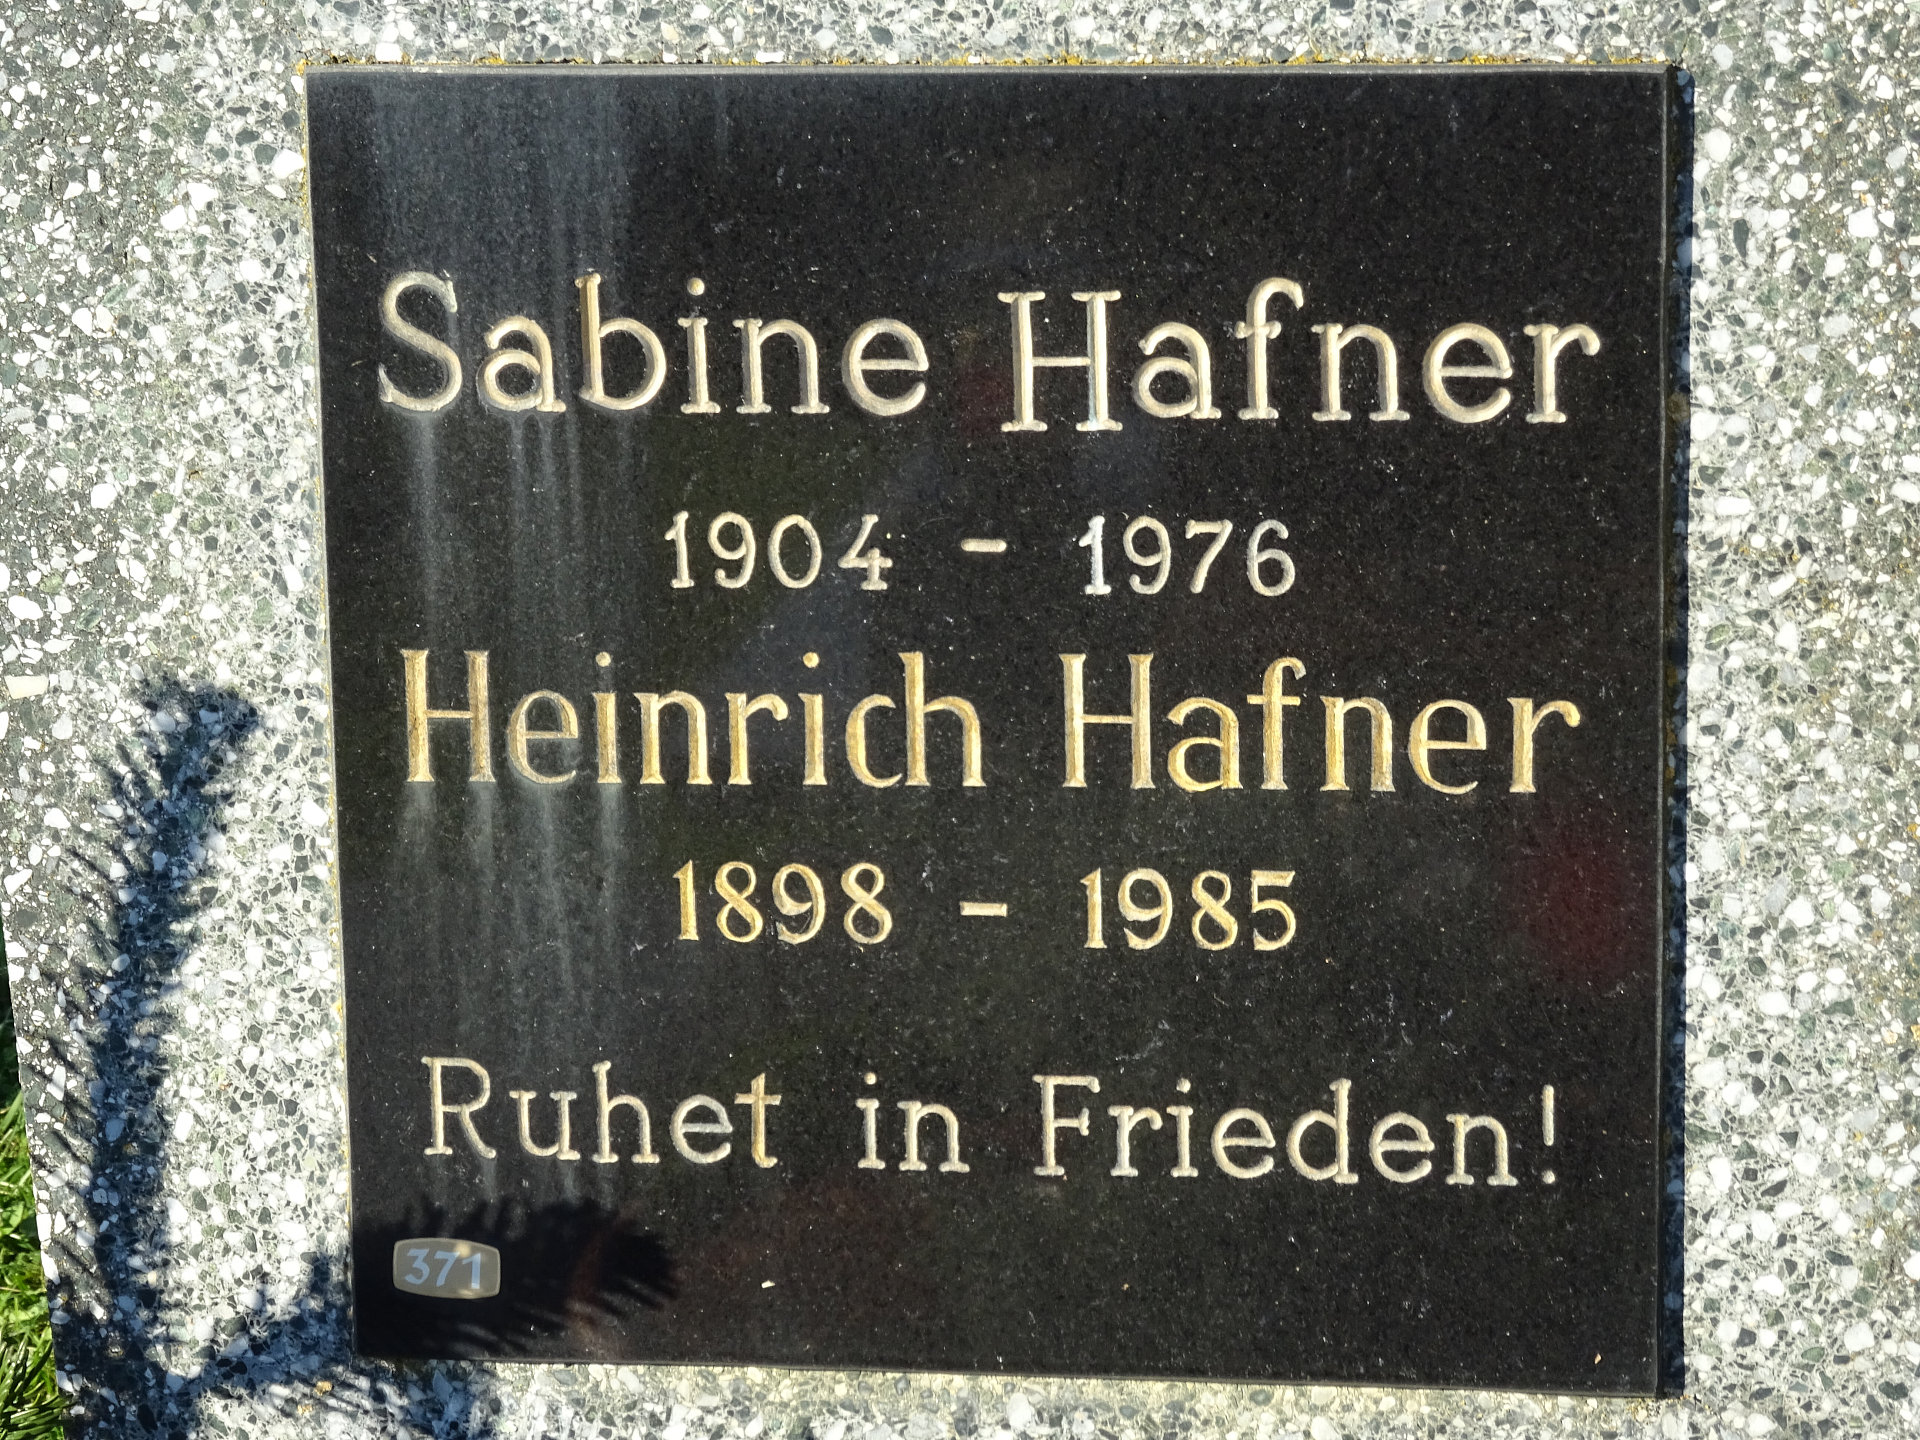 Sabine Hafner
1904 - 1976
Heinrich Hafner
1898 - 1985
Ruhet in Frieden!
371